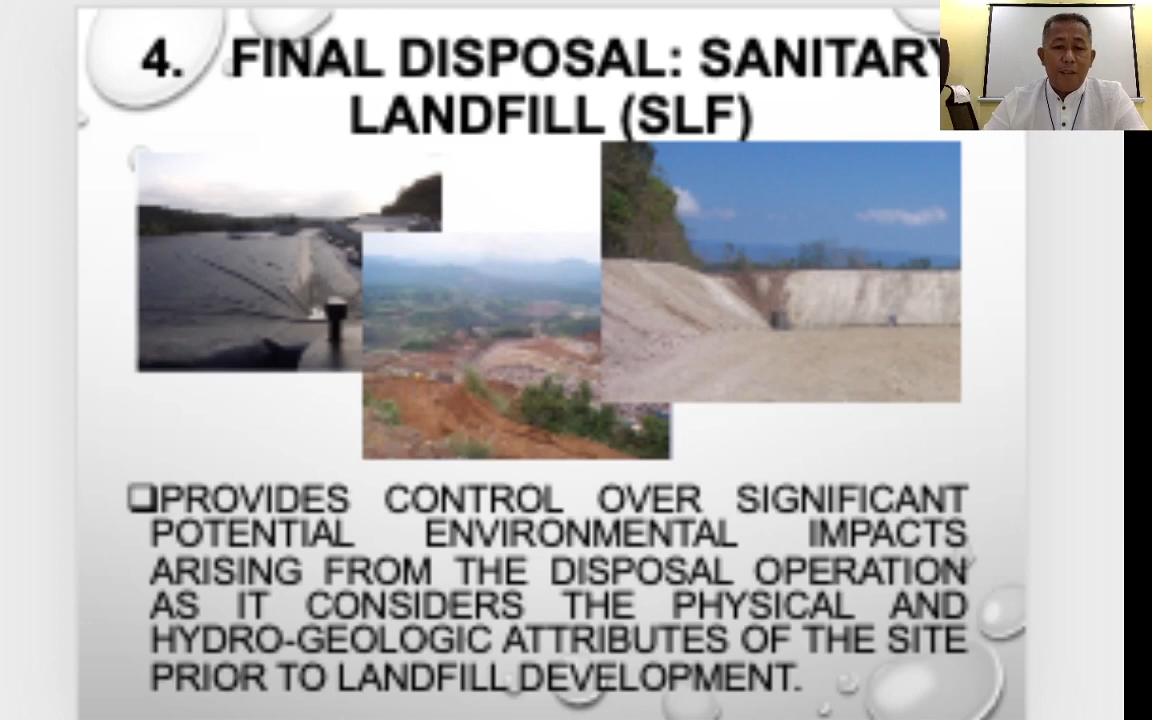 4. FINAL DISPOSAL: SANITARY
LANDFILL (SLF)
PROVIDES CONTROL OVER SIGNIFICANT
POTENTIAL ENVIRONMENTAL IMPACTS
ARISING FROM THE DISPOSAL OPERATION
AS IT CONSIDERS THE PHYSICAL AND
HYDRO-GEOLOGIC ATTRIBUTES OF THE SITE
PRIOR TO LANDFILL DEVELOPMENT.